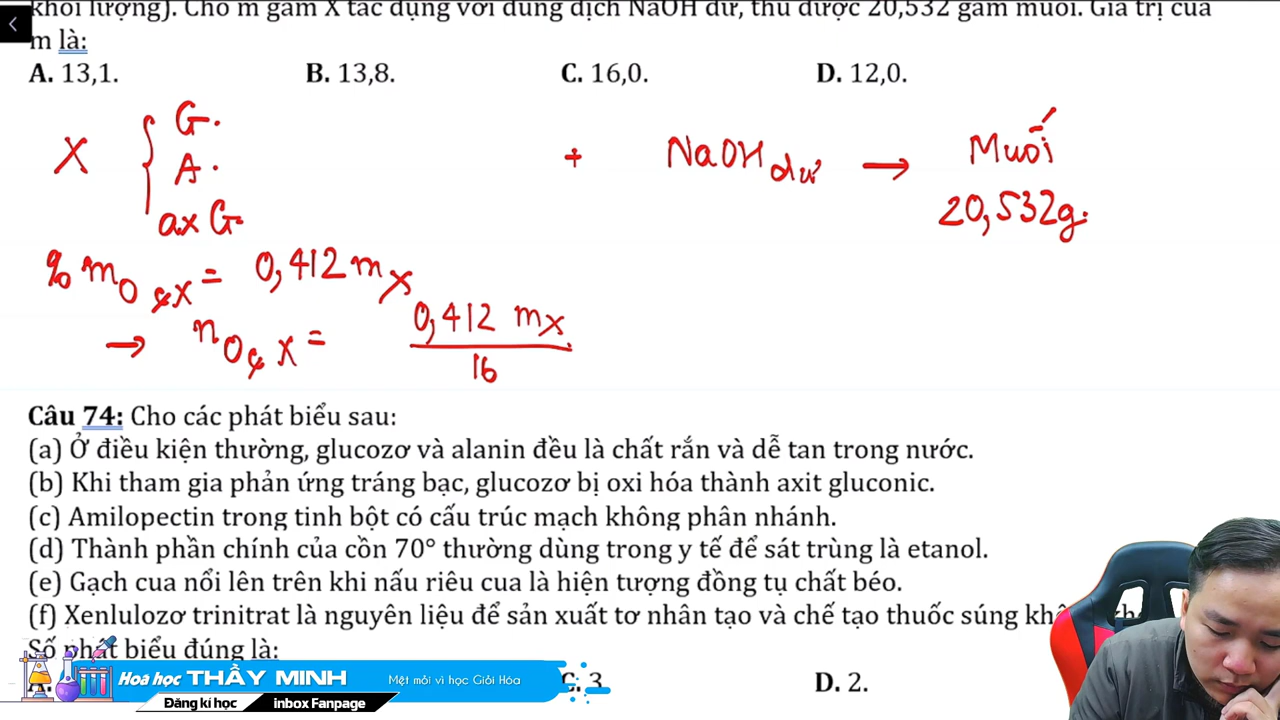 khối lượng). Cho m gam X tác dụng với dung dịch NaOH dư, thu được 20,532 gam muối. Giá trị của
m là:
A. 13,1. B. 13,8. C. 16,0. D. 12,0.
X { G.
A.
ax G
+ NaOH dư → Muối
20,532g.
% m O ¢ X = 0,412 m X
→ n O ¢ X = 0,412 mx
16
Câu 74: Cho các phát biểu sau:
(a) Ở điều kiện thường, glucozơ và alanin đều là chất rắn và dễ tan trong nước.
(b) Khi tham gia phản ứng tráng bạc, glucozơ bị oxi hóa thành axit gluconic.
(c) Amilopectin trong tinh bột có cấu trúc mạch không phân nhánh.
(d) Thành phần chính của cồn 70° thường dùng trong y tế để sát trùng là etanol.
(e) Gạch cua nổi lên trên khi nấu riêu cua là hiện tượng đồng tụ chất béo.
(f) Xenlulozơ trinitrat là nguyên liệu để sản xuất tơ nhân tạo và chế tạo thuốc súng
Số phát biểu đúng là:
C. 3 D. 2.
Hoá học THẦY MINH
Mệt mỏi vì học Giỏi Hóa
Đăng kí học inbox Fanpage